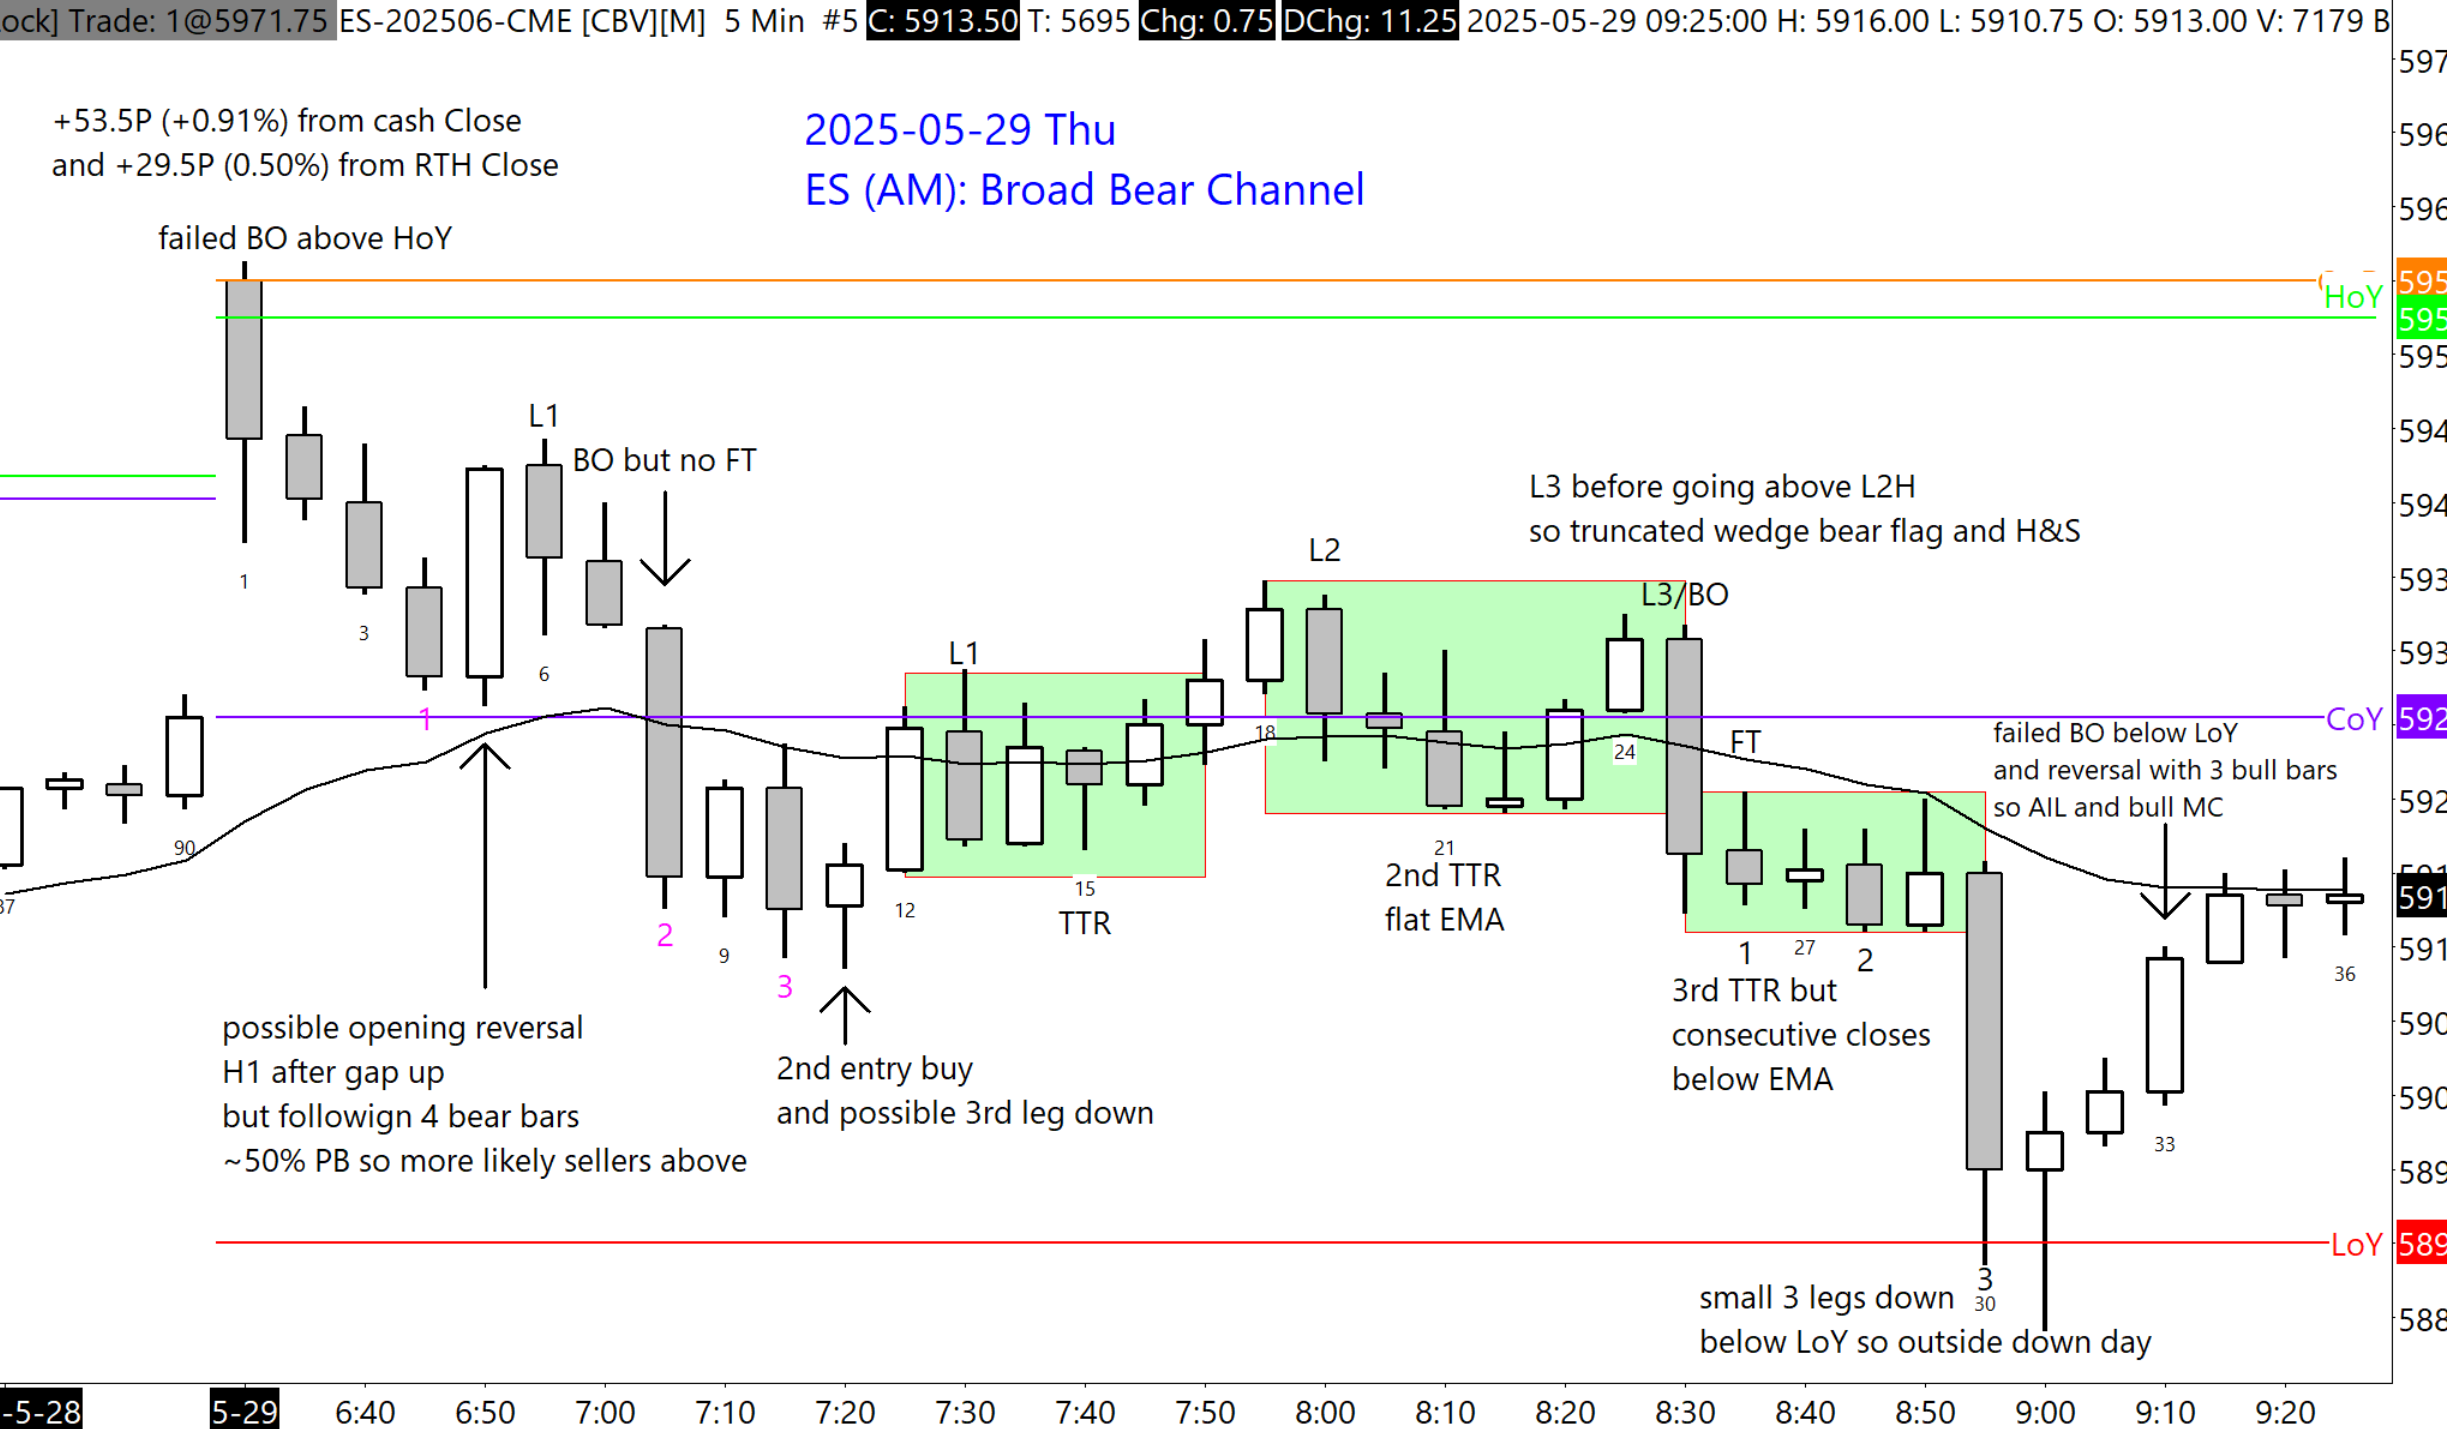 ock] Trade: 1@5971.75 ES-202506-CME [CBV][M] 5 Min #5 C: 5913.50 T: 5695 Chg: 0.75 DChg: 11.25 2025-05-29 09:25:00 H: 5916.00 L: 5910.75 O: 5913.00 V: 7179 B
+53.5P (+0.91%) from cash Close
and +29.5P (0.50%) from RTH Close
2025-05-29 Thu
ES (AM): Broad Bear Channel
failed BO above HoY
HoY
L1
BO but no FT
L3 before going above L2H
so truncated wedge bear flag and H&S
L2
L3/BO
L1
CoY
FT
failed BO below LoY
and reversal with 3 bull bars
so AIL and bull MC
37
90
1
3
1
6
2
9
3
12
15
TTR
18
21
2nd TTR
flat EMA
24
1
27
2
3rd TTR but
consecutive closes
below EMA
33
36
possible opening reversal
H1 after gap up
but followign 4 bear bars
~50% PB so more likely sellers above
2nd entry buy
and possible 3rd leg down
LoY
3
30
small 3 legs down
below LoY so outside down day
597
596
596
595
595
595
594
594
593
593
592
592
591
591
591
590
590
589
589
588
-5-28
5-29
6:40
6:50
7:00
7:10
7:20
7:30
7:40
7:50
8:00
8:10
8:20
8:30
8:40
8:50
9:00
9:10
9:20